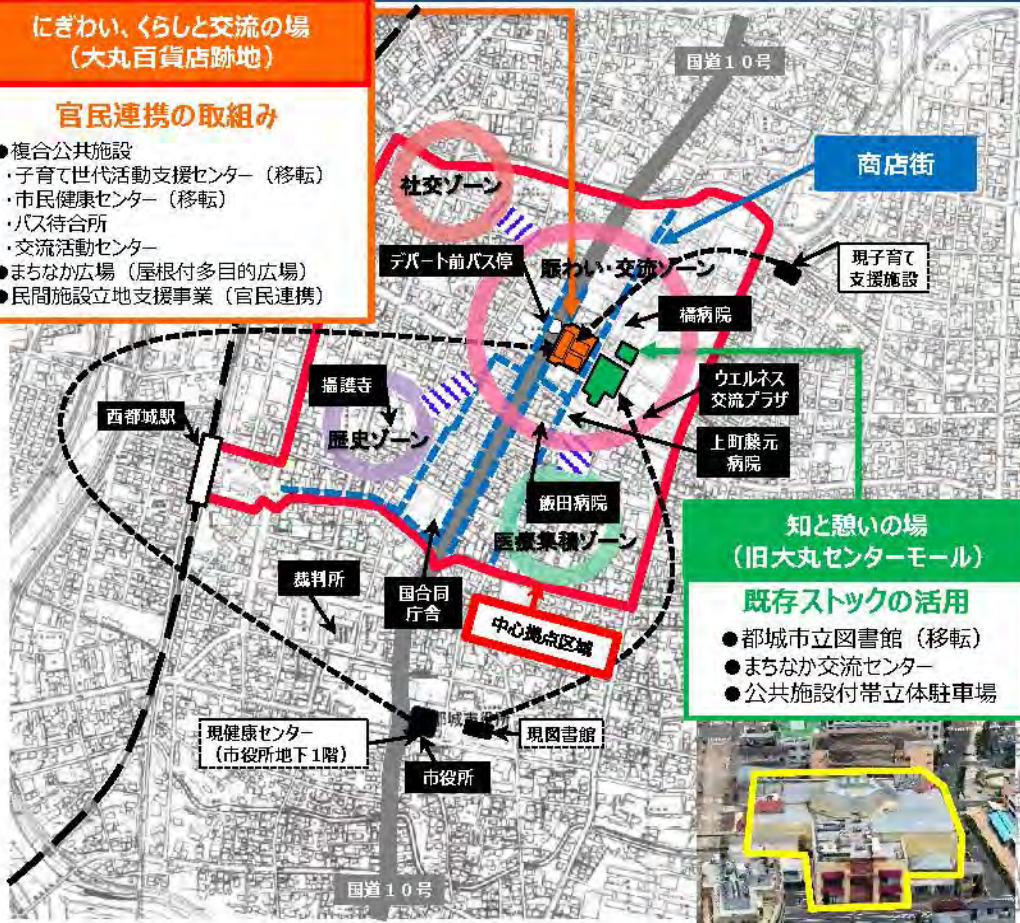 にぎわい、くらしと交流の場
（大丸百貨店跡地）
官民連携の取組み
●複合公共施設
・子育て世代活動支援センター（移転）
・市民健康センター（移転）
・バス待合所
・交流活動センター
●まちなか広場（屋根付多目的広場）
●民間施設立地支援事業（官民連携）
国道１０号
商店街
社交ゾーン
デパート前バス停
賑わい・交流ゾーン
現子育て
支援施設
橘病院
ウエルネス
交流プラザ
摂護寺
西都城駅
歴史ゾーン
上町藤元
病院
飯田病院
医療集積ゾーン
知と憩いの場
（旧大丸センターモール）
既存ストックの活用
●都城市立図書館（移転）
●まちなか交流センター
●公共施設付帯立体駐車場
裁判所
国合同
庁舎
中心拠点区域
現健康センター
（市役所地下１階）
現図書館
市役所
国道１０号